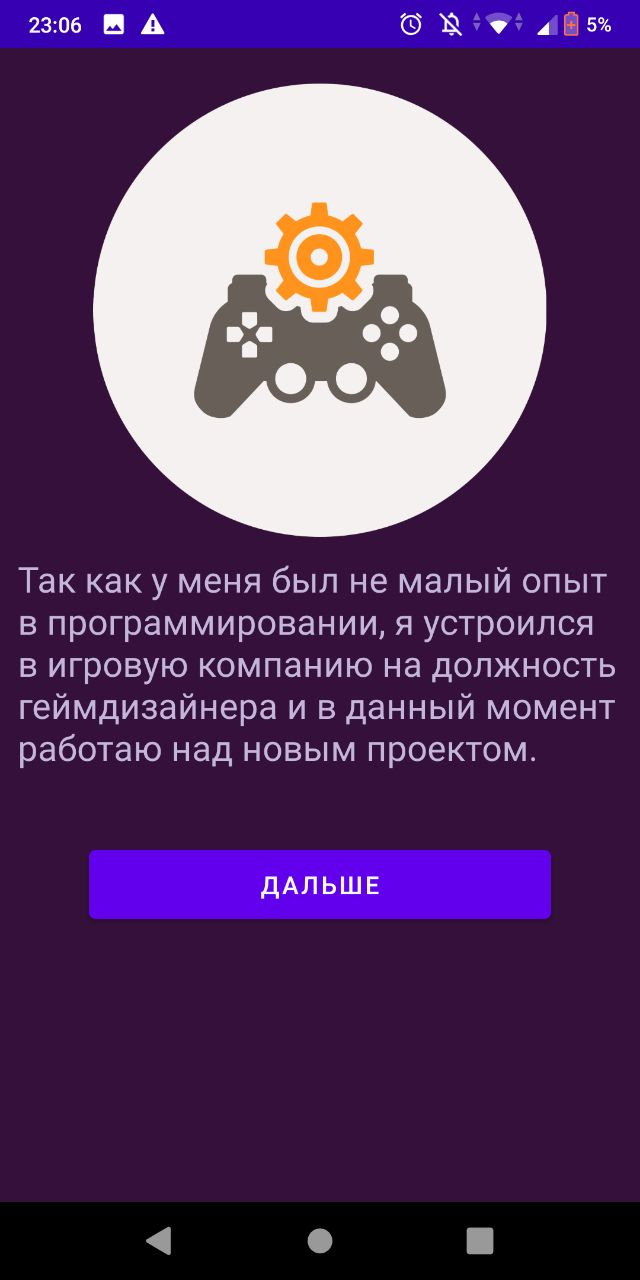 23:06
5%
Так как у меня был не малый опыт
в программировании, я устроился
в игровую компанию на должность
геймдизайнера и в данный момент
работаю над новым проектом.
ДАЛЬШЕ